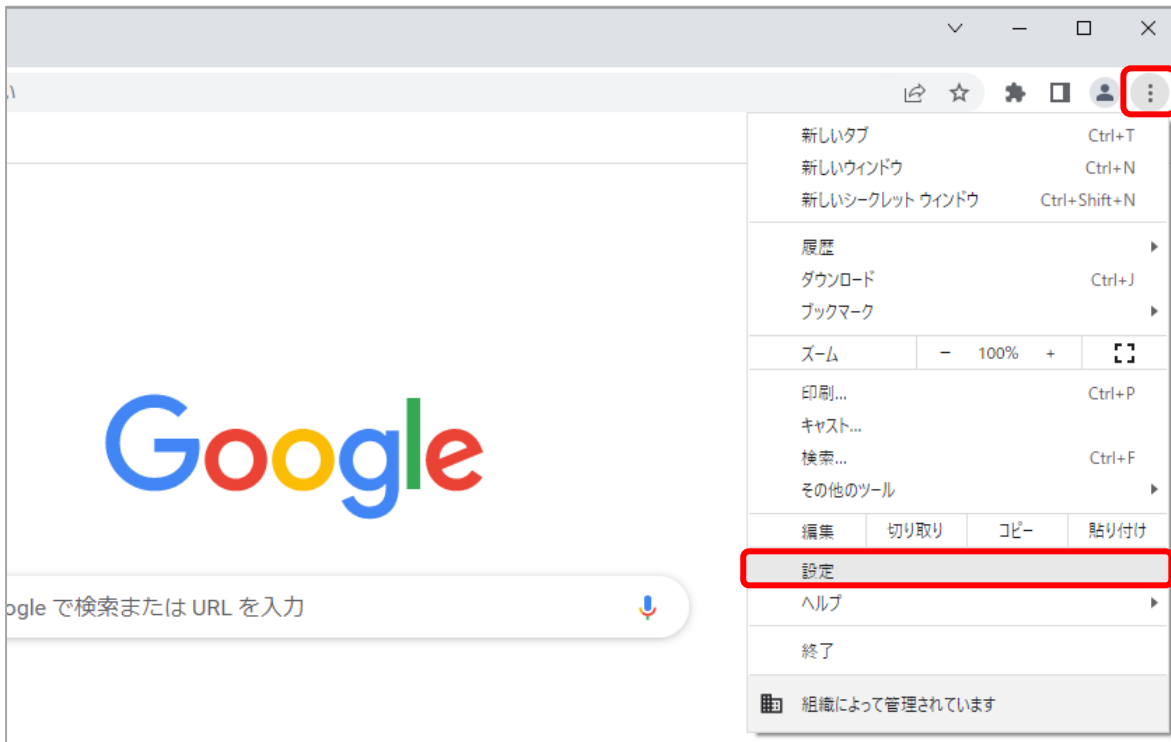 新しいタブ Ctrl+T
新しいウィンドウ Ctrl+N
新しいシークレット ウィンドウ Ctrl+Shift+N
履歴
ダウンロード Ctrl+J
ブックマーク
ズーム - 100% +
印刷... Ctrl+P
キャスト...
検索... Ctrl+F
その他のツール
編集 切り取り コピー 貼り付け
設定
ヘルプ
終了
組織によって管理されています
Google
ogle で検索または URL を入力